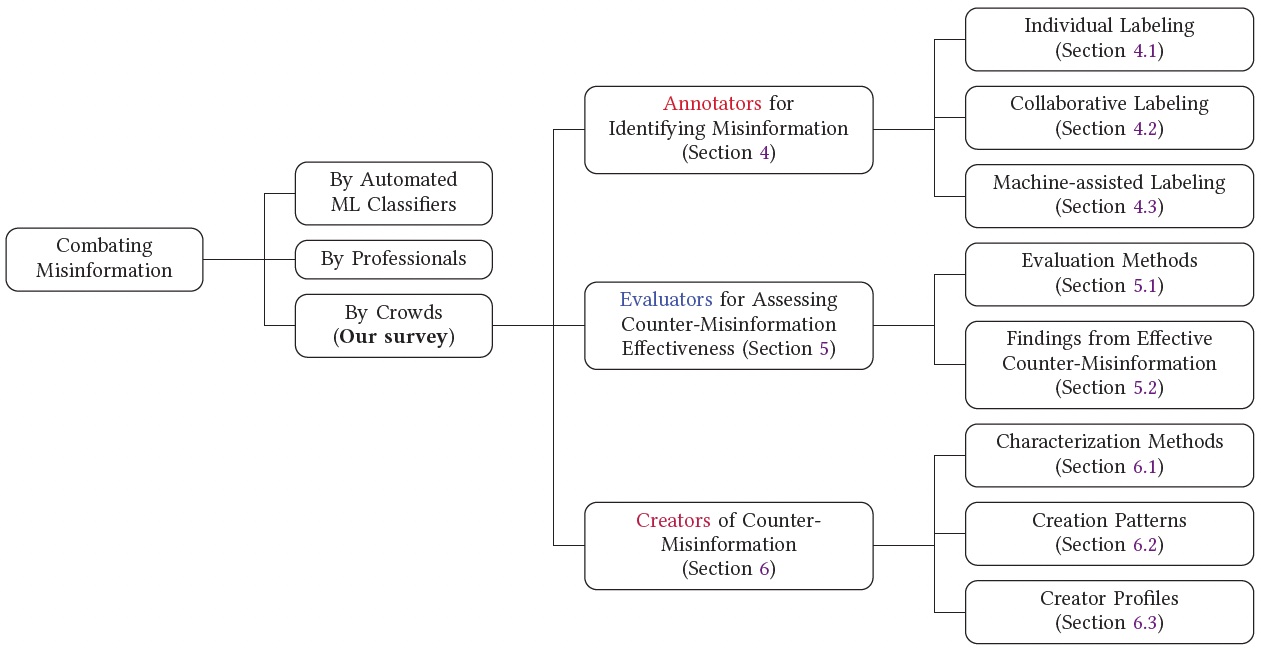 Combating
Misinformation
By Automated
ML Classifiers
By Professionals
By Crowds
(Our survey)
Annotators for
Identifying Misinformation
(Section 4)
Evaluators for Assessing
Counter-Misinformation
Effectiveness (Section 5)
Creators of Counter-
Misinformation
(Section 6)
Individual Labeling
(Section 4.1)
Collaborative Labeling
(Section 4.2)
Machine-assisted Labeling
(Section 4.3)
Evaluation Methods
(Section 5.1)
Findings from Effective
Counter-Misinformation
(Section 5.2)
Characterization Methods
(Section 6.1)
Creation Patterns
(Section 6.2)
Creator Profiles
(Section 6.3)